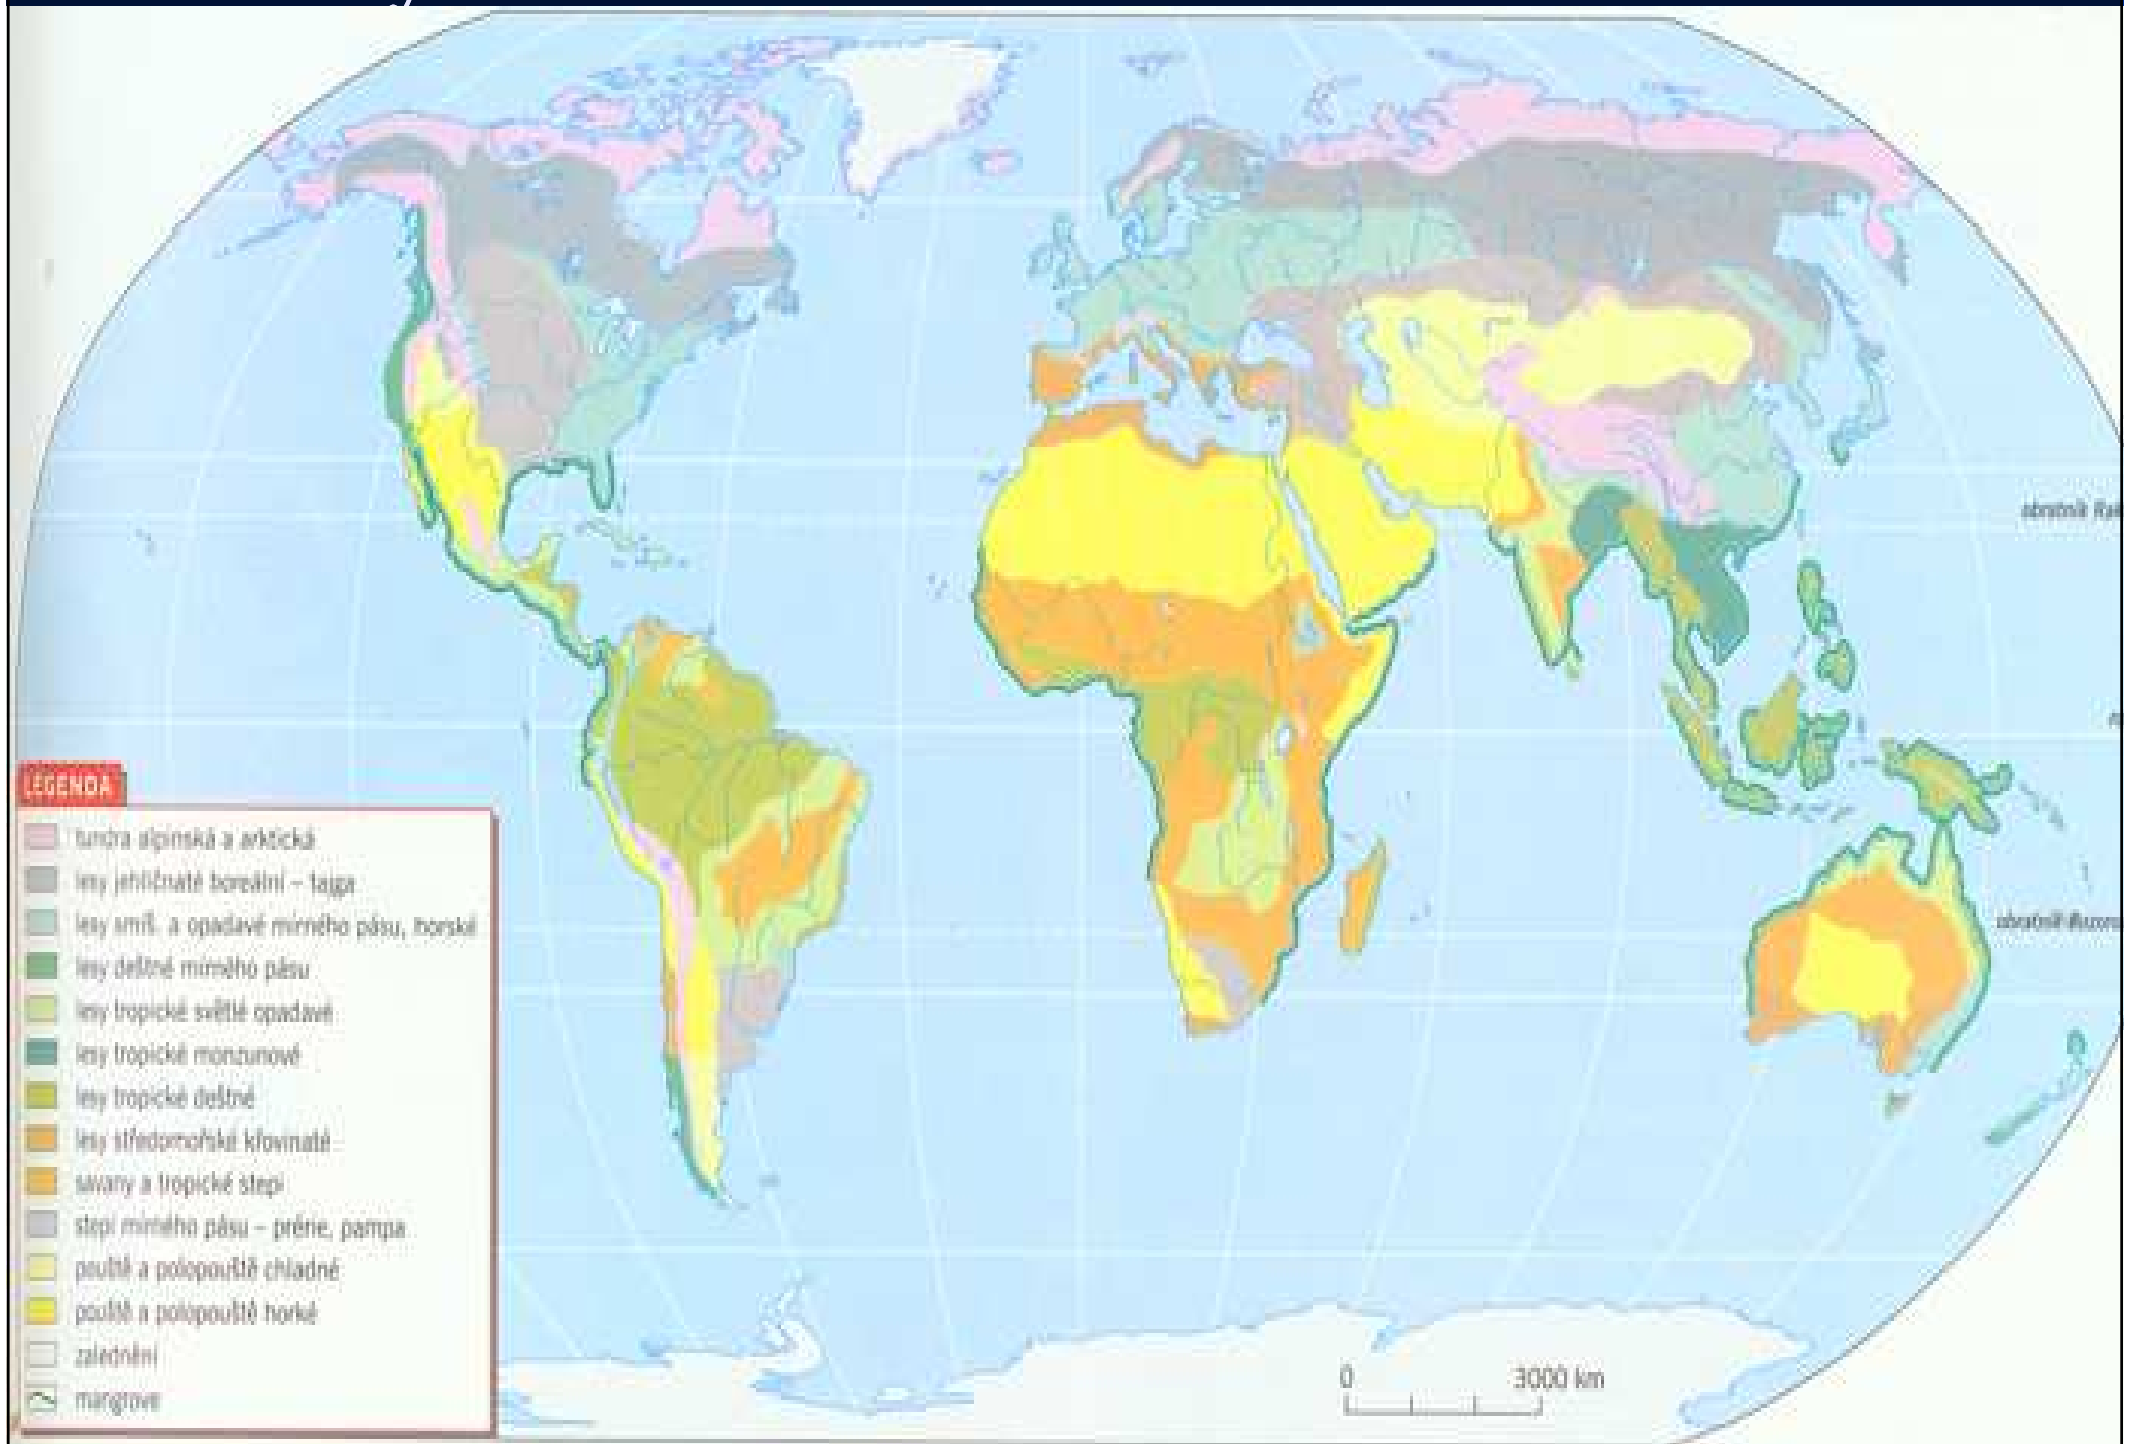 LEGENDA
tundra alpinská a arktická
lesy jehličnaté boreální – tajga
lesy smíš. a opadavé mírného pásu, horské
lesy deštné mírného pásu
lesy tropické světlé opadavé
lesy tropické monzunové
lesy tropické deštné
lesy středomořské křovinaté
savany a tropické stepi
stepi mírného pásu – prérie, pampa
pouště a polopouště chladné
pouště a polopouště horké
zalednění
mangrove
0 3000 km
obratník
obratník